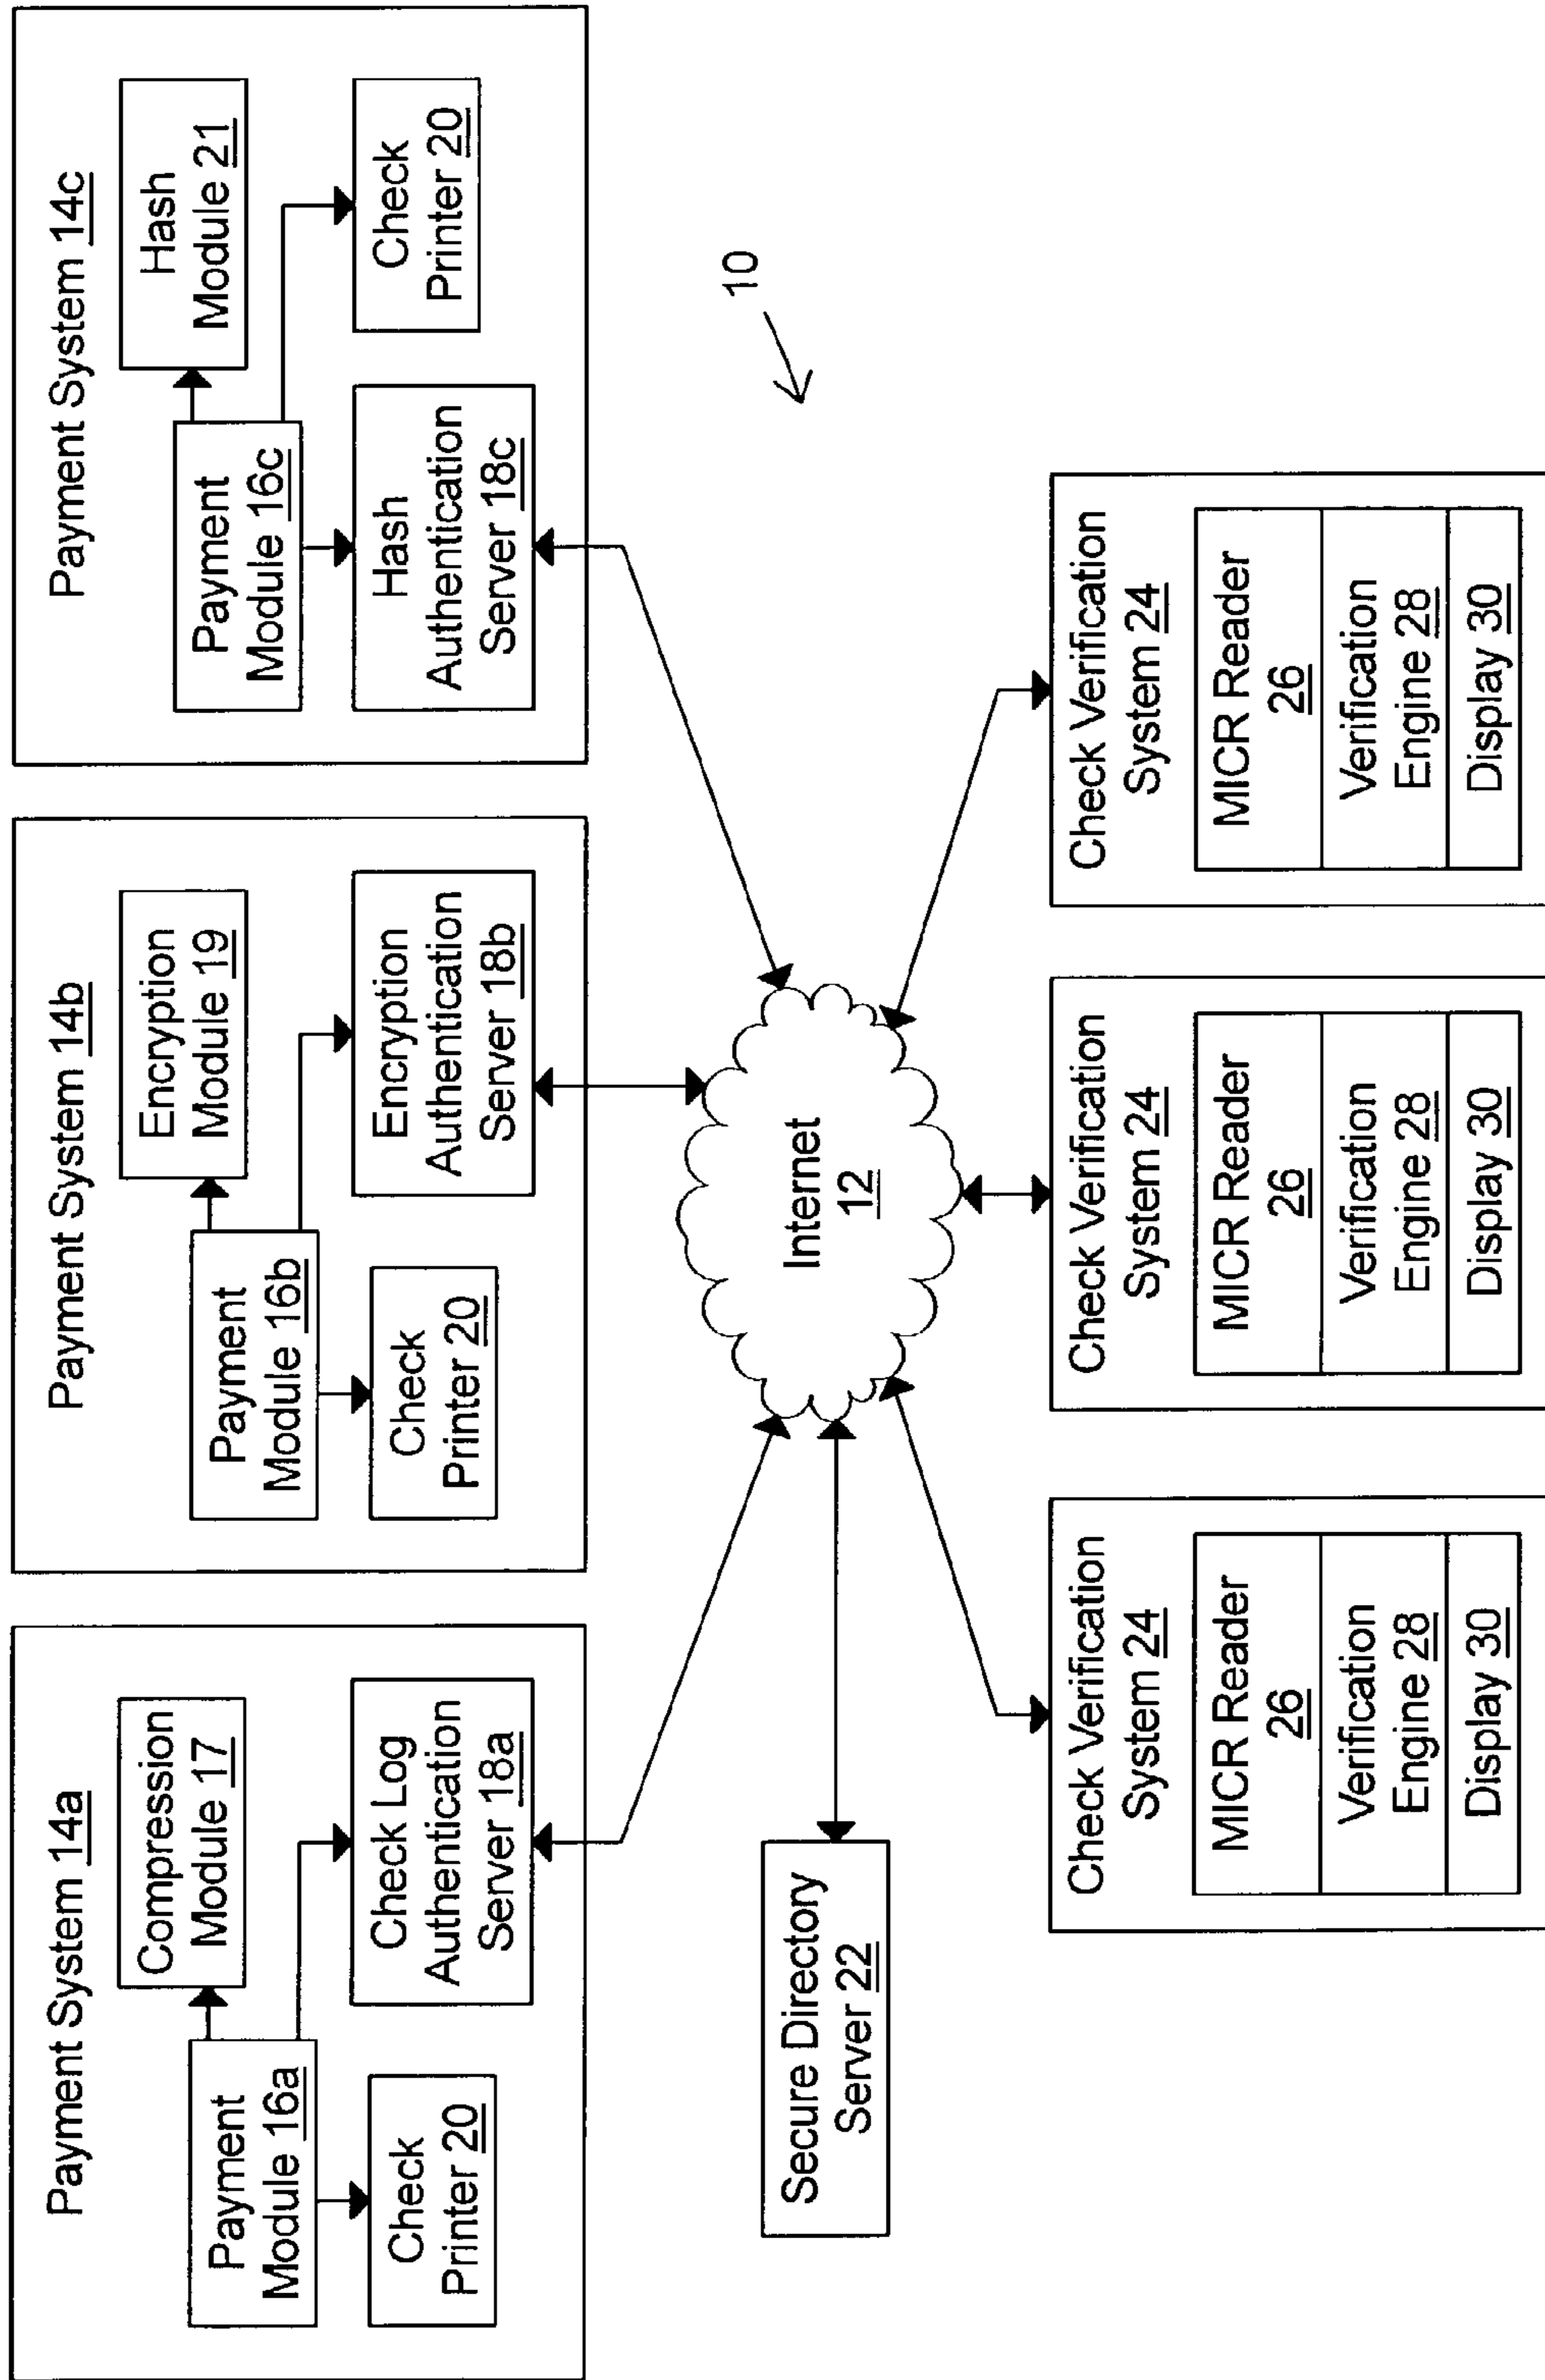 Payment System 14a
Compression
Module 17
Payment
Module 16a
Check
Printer 20
Check Log
Authentication
Server 18a
Payment System 14b
Encryption
Module 19
Payment
Module 16b
Check
Printer 20
Encryption
Authentication
Server 18b
Payment System 14c
Hash
Module 21
Payment
Module 16c
Hash
Authentication
Server 18c
Check
Printer 20
10
Internet
12
Secure Directory
Server 22
Check Verification
System 24
MICR Reader
26
Verification
Engine 28
Display 30
Check Verification
System 24
MICR Reader
26
Verification
Engine 28
Display 30
Check Verification
System 24
MICR Reader
26
Verification
Engine 28
Display 30